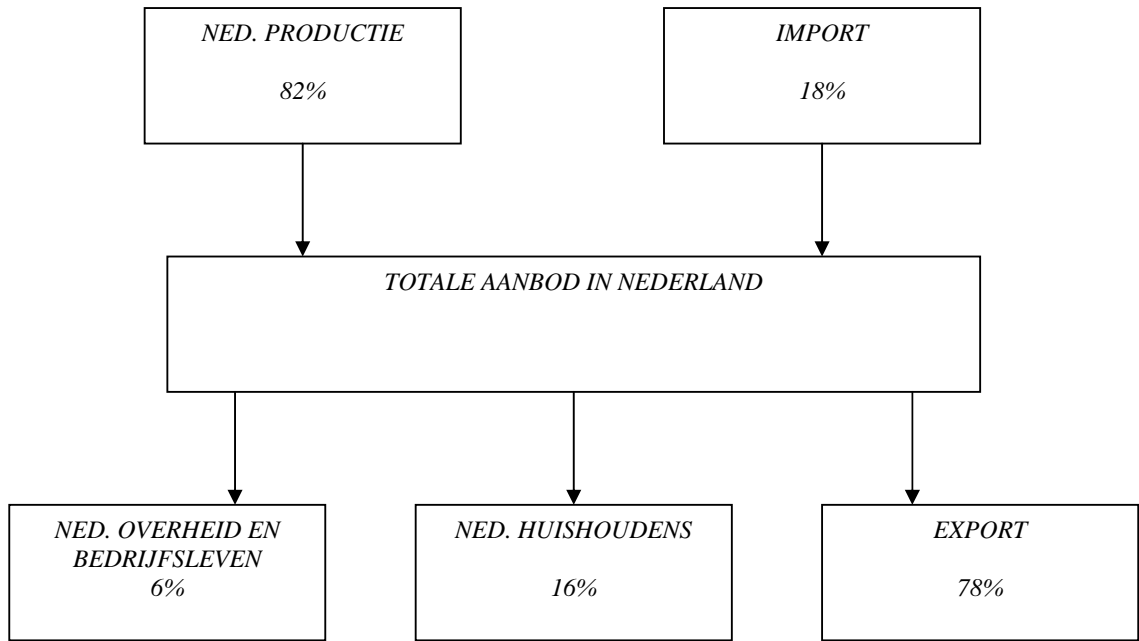 NED. PRODUCTIE
82%
IMPORT
18%
TOTALE AANBOD IN NEDERLAND
NED. OVERHEID EN
BEDRIJFSLEVEN
6%
NED. HUISHOUDENS
16%
EXPORT
78%